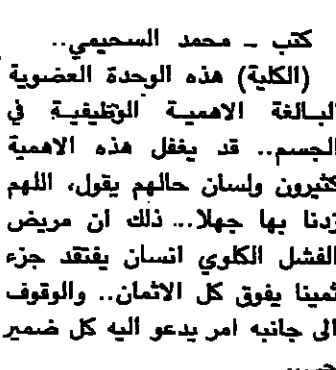 كتب ـ محمد السحيمي..
(الكلية) هذه الوحدة العضوية
البالغة الاهمية الوظيفية في
الجسم.. قد يغفل هذه الاهمية
كثيرون ولسان حالهم يقول، اللهم
زدنا بها جهلا... ذلك ان مريض
الفشل الكلوي انسان يفتقد جزء
ثمينا يفوق كل الاثمان.. والوقوف
الى جانبه امر يدعو اليه كل ضمير